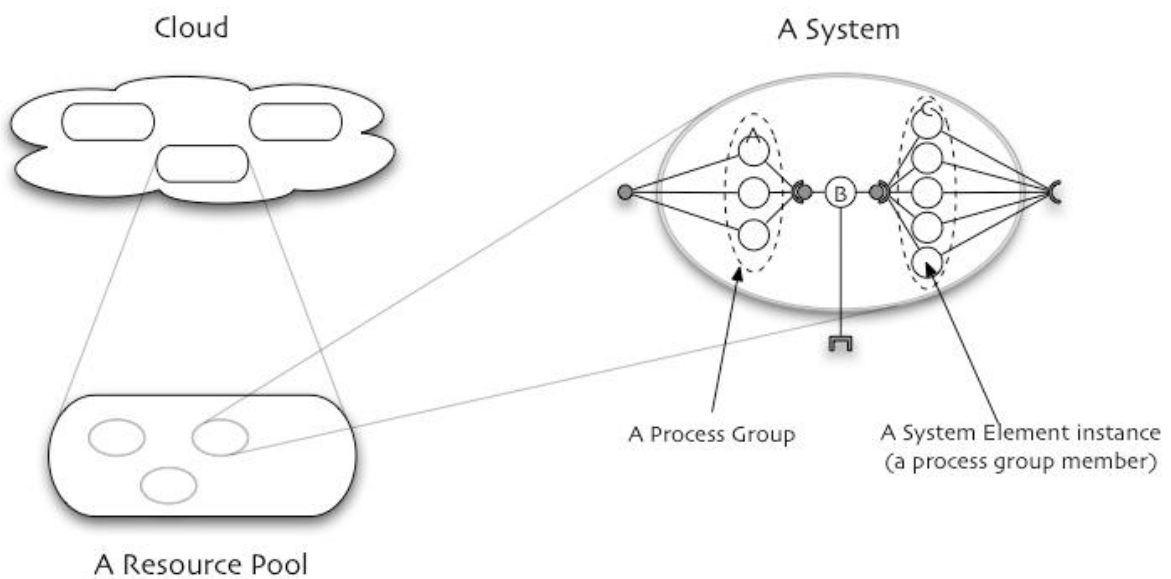 Cloud
A System
A
C
B
A Process Group
A System Element instance
(a process group member)
A Resource Pool